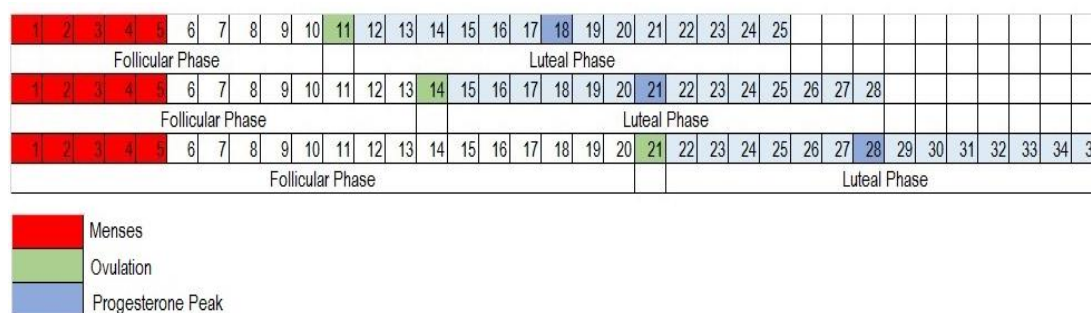 1 2 3 4 5 6 7 8 9 10 11 12 13 14 15 16 17 18 19 20 21 22 23 24 25
Follicular Phase Luteal Phase
1 2 3 4 5 6 7 8 9 10 11 12 13 14 15 16 17 18 19 20 21 22 23 24 25 26 27 28
Follicular Phase Luteal Phase
1 2 3 4 5 6 7 8 9 10 11 12 13 14 15 16 17 18 19 20 21 22 23 24 25 26 27 28 29 30 31 32 33 34 3
Follicular Phase Luteal Phase
Menses
Ovulation
Progesterone Peak